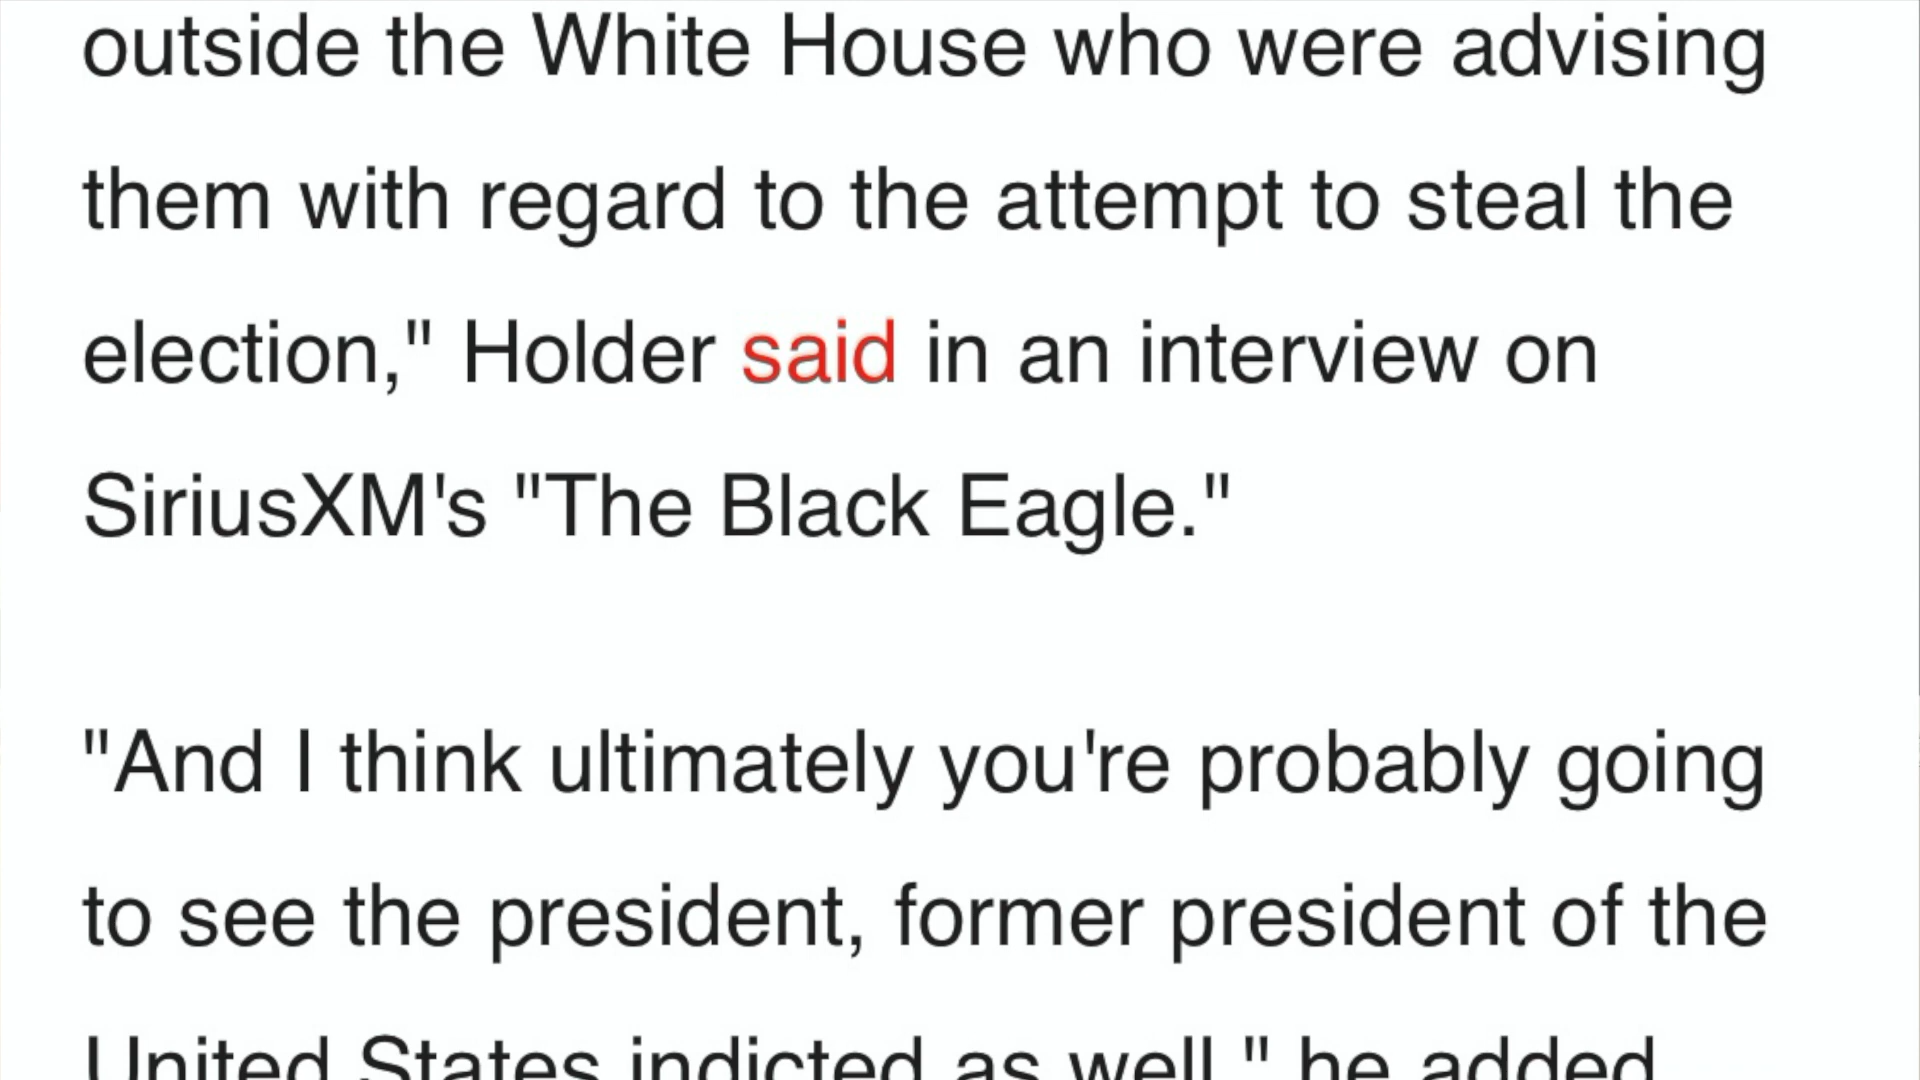 outside the White House who were advising
them with regard to the attempt to steal the
election," Holder said in an interview on
SiriusXM's "The Black Eagle."
"And I think ultimately you're probably going
to see the president, former president of the
United States indicted as well," he added